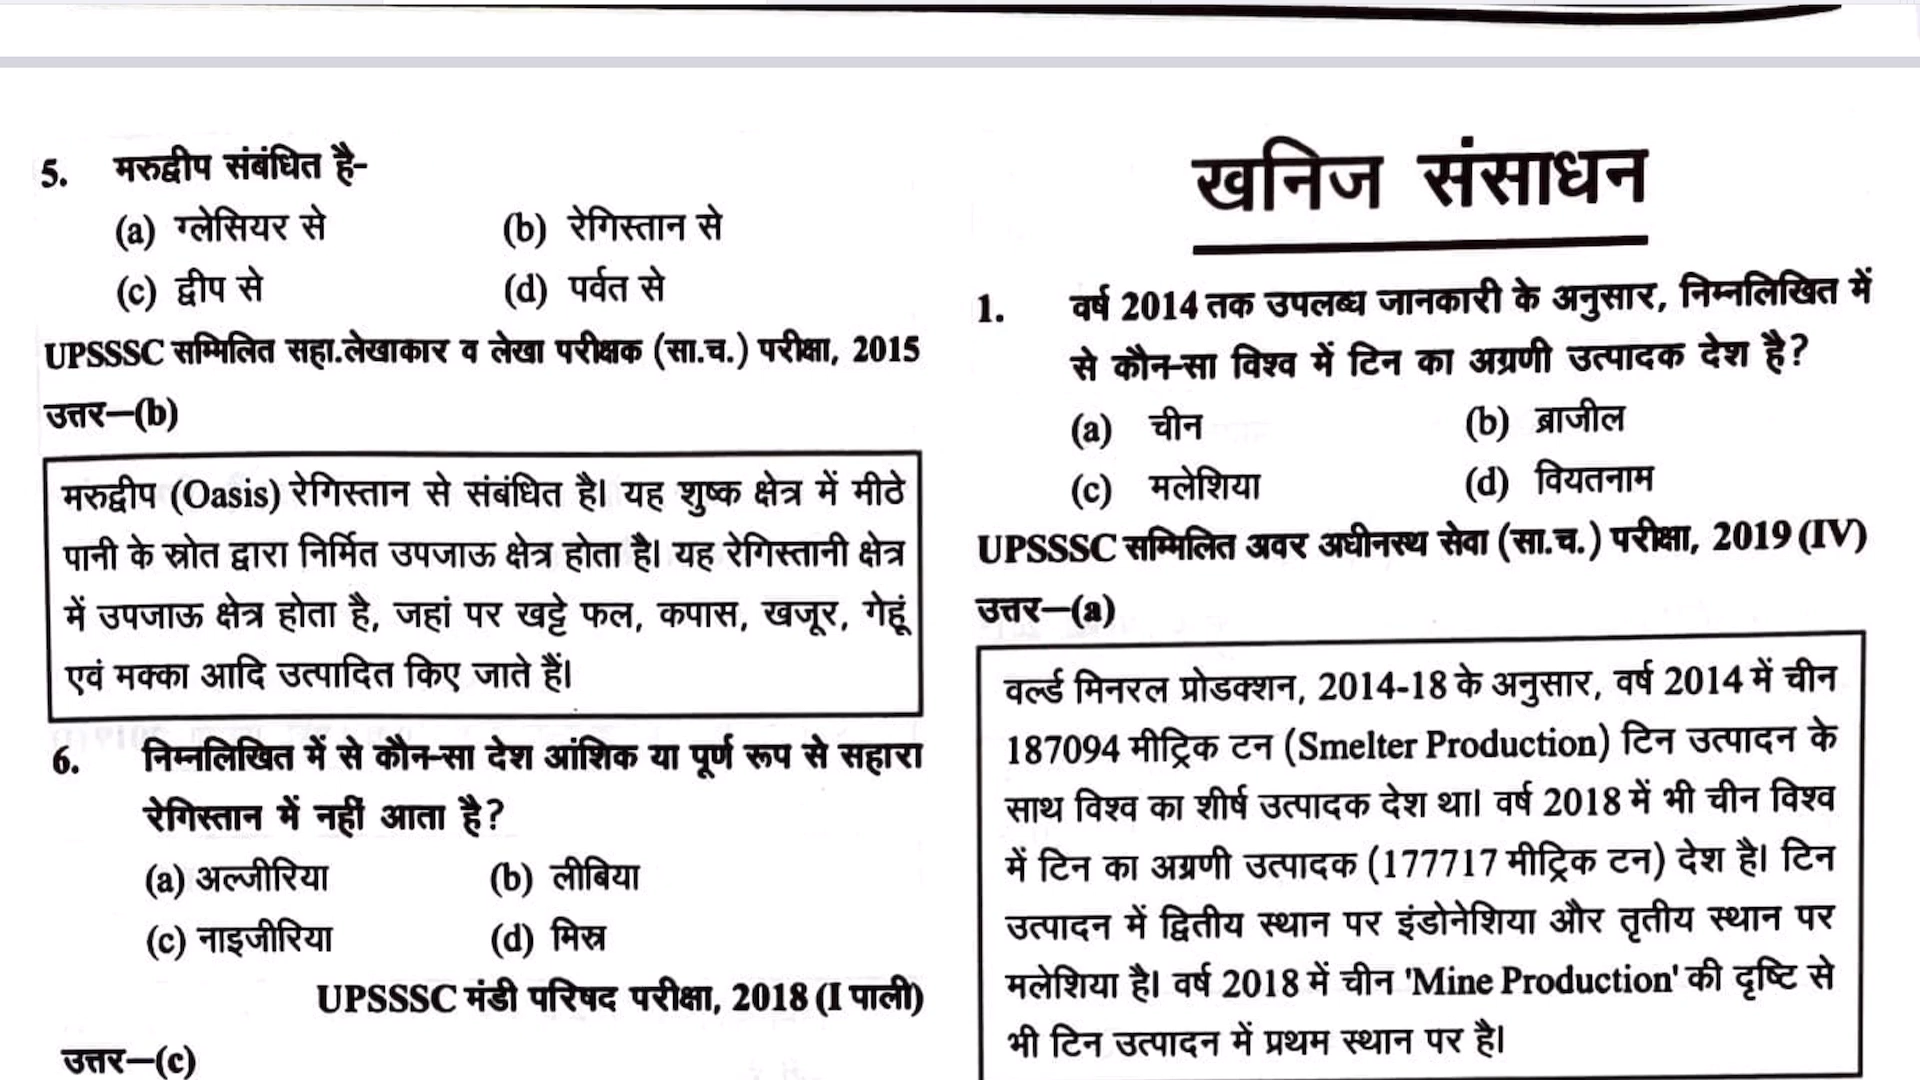 5. मरुद्वीप संबंधित है-
(a) ग्लेसियर से (b) रेगिस्तान से
(c) द्वीप से (d) पर्वत से
UPSSSC सम्मिलित सहा.लेखाकार व लेखा परीक्षक (सा.च.) परीक्षा, 2015
उत्तर—(b)
मरुद्वीप (Oasis) रेगिस्तान से संबंधित है। यह शुष्क क्षेत्र में मीठे
पानी के स्रोत द्वारा निर्मित उपजाऊ क्षेत्र होता है। यह रेगिस्तानी क्षेत्र
में उपजाऊ क्षेत्र होता है, जहां पर खट्टे फल, कपास, खजूर, गेहूं
एवं मक्का आदि उत्पादित किए जाते हैं।
6. निम्नलिखित में से कौन-सा देश आंशिक या पूर्ण रूप से सहारा
रेगिस्तान में नहीं आता है?
(a) अल्जीरिया (b) लीबिया
(c) नाइजीरिया (d) मिस्र
UPSSSC मंडी परिषद परीक्षा, 2018 (I पाली)
उत्तर—(c)
खनिज संसाधन
1. वर्ष 2014 तक उपलब्ध जानकारी के अनुसार, निम्नलिखित में
से कौन-सा विश्व में टिन का अग्रणी उत्पादक देश है?
(a) चीन (b) ब्राजील
(c) मलेशिया (d) वियतनाम
UPSSSC सम्मिलित अवर अधीनस्थ सेवा (सा.च.) परीक्षा, 2019 (IV)
उत्तर—(a)
वर्ल्ड मिनरल प्रोडक्शन, 2014-18 के अनुसार, वर्ष 2014 में चीन
187094 मीट्रिक टन (Smelter Production) टिन उत्पादन के
साथ विश्व का शीर्ष उत्पादक देश था। वर्ष 2018 में भी चीन विश्व
में टिन का अग्रणी उत्पादक (177717 मीट्रिक टन) देश है। टिन
उत्पादन में द्वितीय स्थान पर इंडोनेशिया और तृतीय स्थान पर
मलेशिया है। वर्ष 2018 में चीन 'Mine Production' की दृष्टि से
भी टिन उत्पादन में प्रथम स्थान पर है।